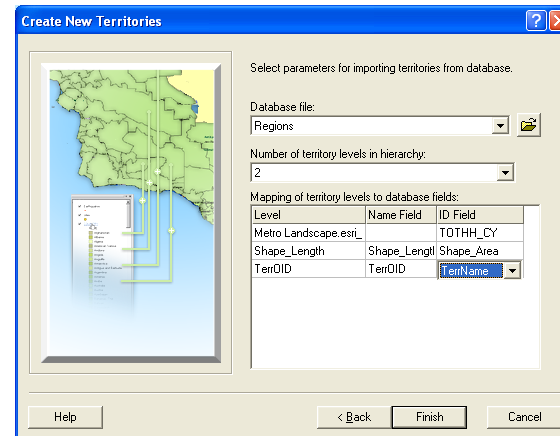 Create New Territories
Select parameters for importing territories from database.
Database file:
Regions
Number of territory levels in hierarchy:
2
Mapping of territory levels to database fields:
Level Name Field ID Field
Metro Landscape.esri_ TOTHH_CY
Shape_Length Shape_Lengtl Shape_Area
TerrOID TerrOID TerrName
Help < Back Finish Cancel